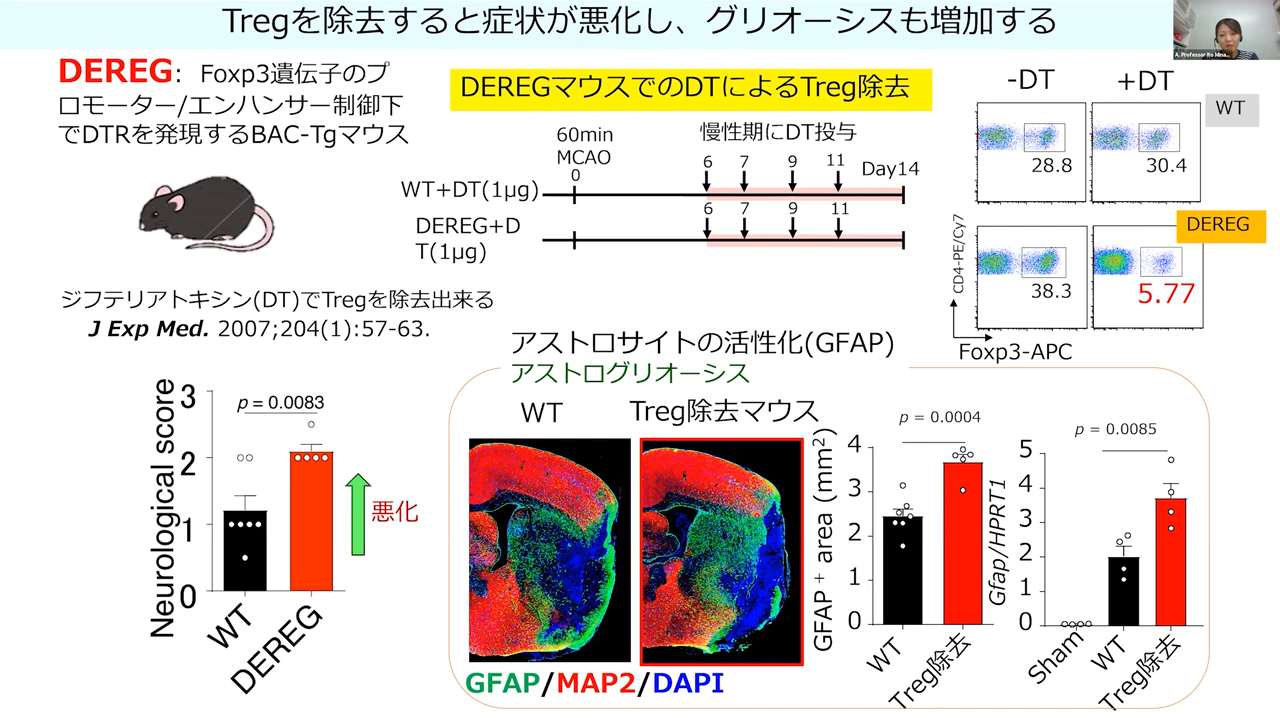 Tregを除去すると症状が悪化し、グリオーシスも増加する
DEREG: Foxp3遺伝子のプ
ロモーター/エンハンサー制御下
でDTRを発現するBAC-Tgマウス
ジフテリアトキシン(DT)でTregを除去出来る
J Exp Med. 2007;204(1):57-63.
DEREGマウスでのDTによるTreg除去
60min
MCAO
0
慢性期にDT投与
6 7 9 11 Day14
WT+DT(1μg)
6 7 9 11
DEREG+D
T(1μg)
-DT +DT
WT
28.8 30.4
DEREG
38.3 5.77
CD4-PE/Cy7
Foxp3-APC
Neurological score
3
2
1
0
p = 0.0083
悪化
WT
DEREG
アストロサイトの活性化(GFAP)
アストログリオーシス
WT Treg除去マウス
GFAP/MAP2/DAPI
GFAP+ area (mm2)
4
3
2
1
0
p = 0.0004
WT
Treg除去
Gfap/HPRT1
5
4
3
2
1
0
p = 0.0085
Sham
WT
Treg除去